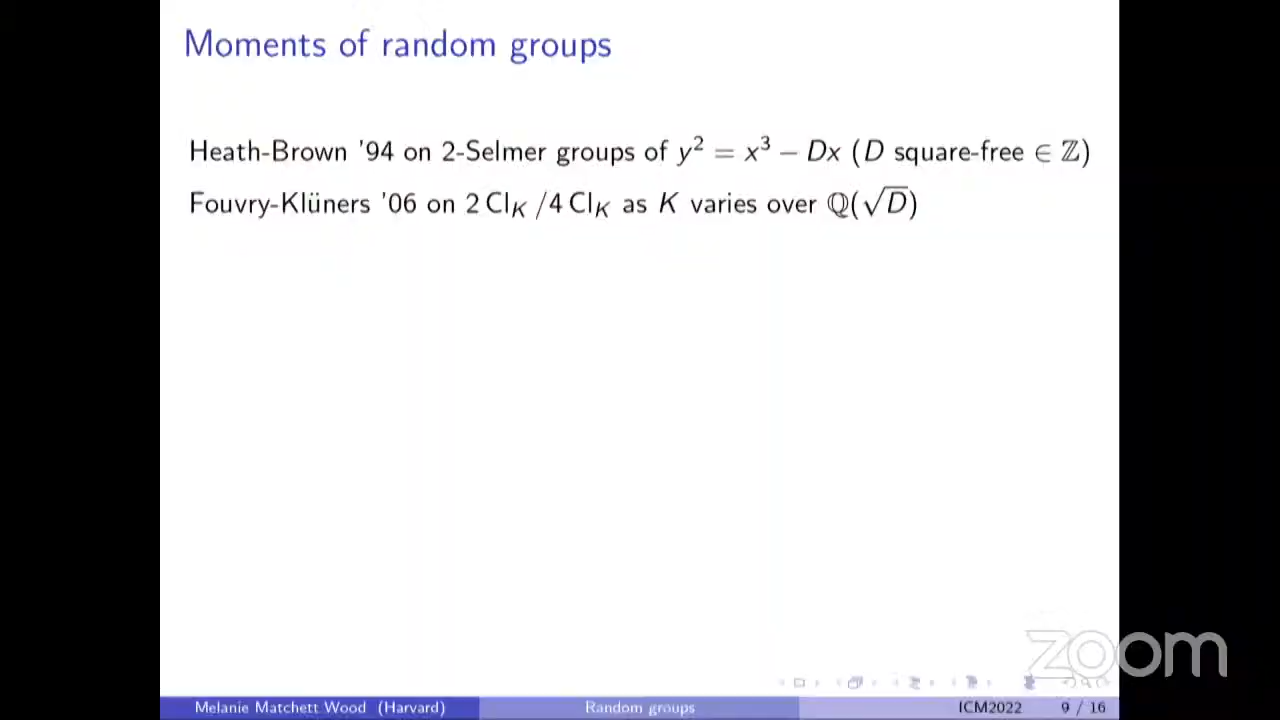 Moments of random groups
Heath-Brown '94 on 2-Selmer groups of y² = x³ − Dx (D square-free ∈ ℤ)
Fouvry-Klüners '06 on 2 Cl_K /4 Cl_K as K varies over ℚ(√D)
zoom
Melanie Matchett Wood (Harvard) Random groups ICM2022 9 / 16